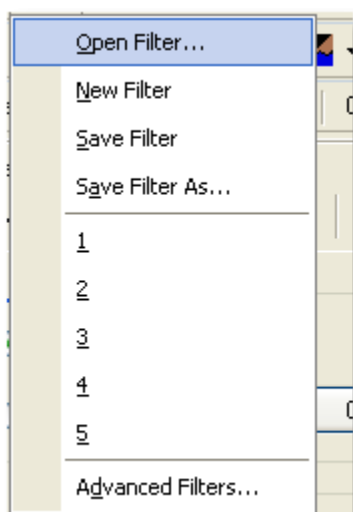 Open Filter...
New Filter
Save Filter
Save Filter As...
1
2
3
4
5
Advanced Filters...